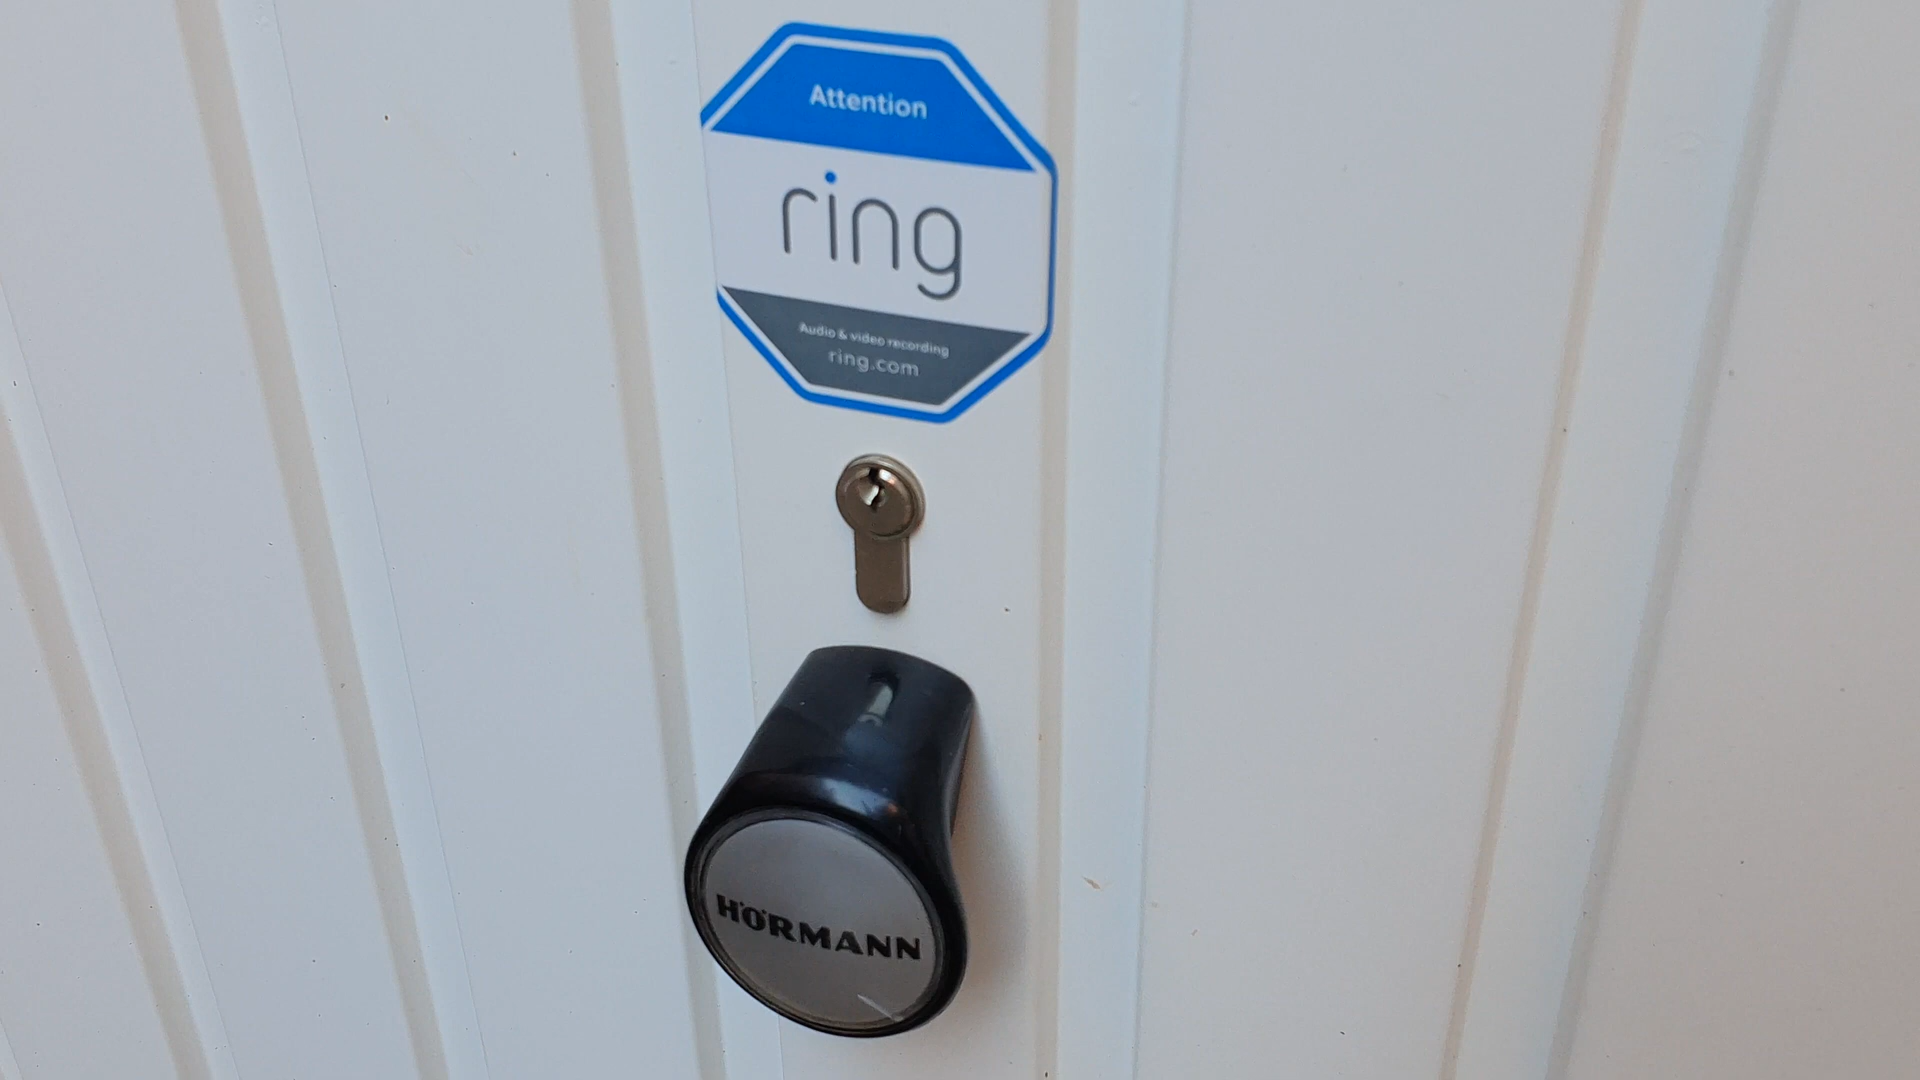 Attention
ring
Audio & video recording
ring.com
HÖRMANN